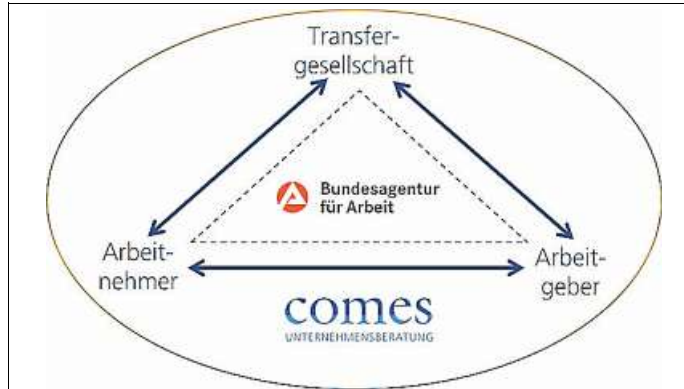 Transfer-
gesellschaft
Bundesagentur
für Arbeit
Arbeit-
nehmer
Arbeit-
geber
comes
UNTERNEHMENSBERATUNG